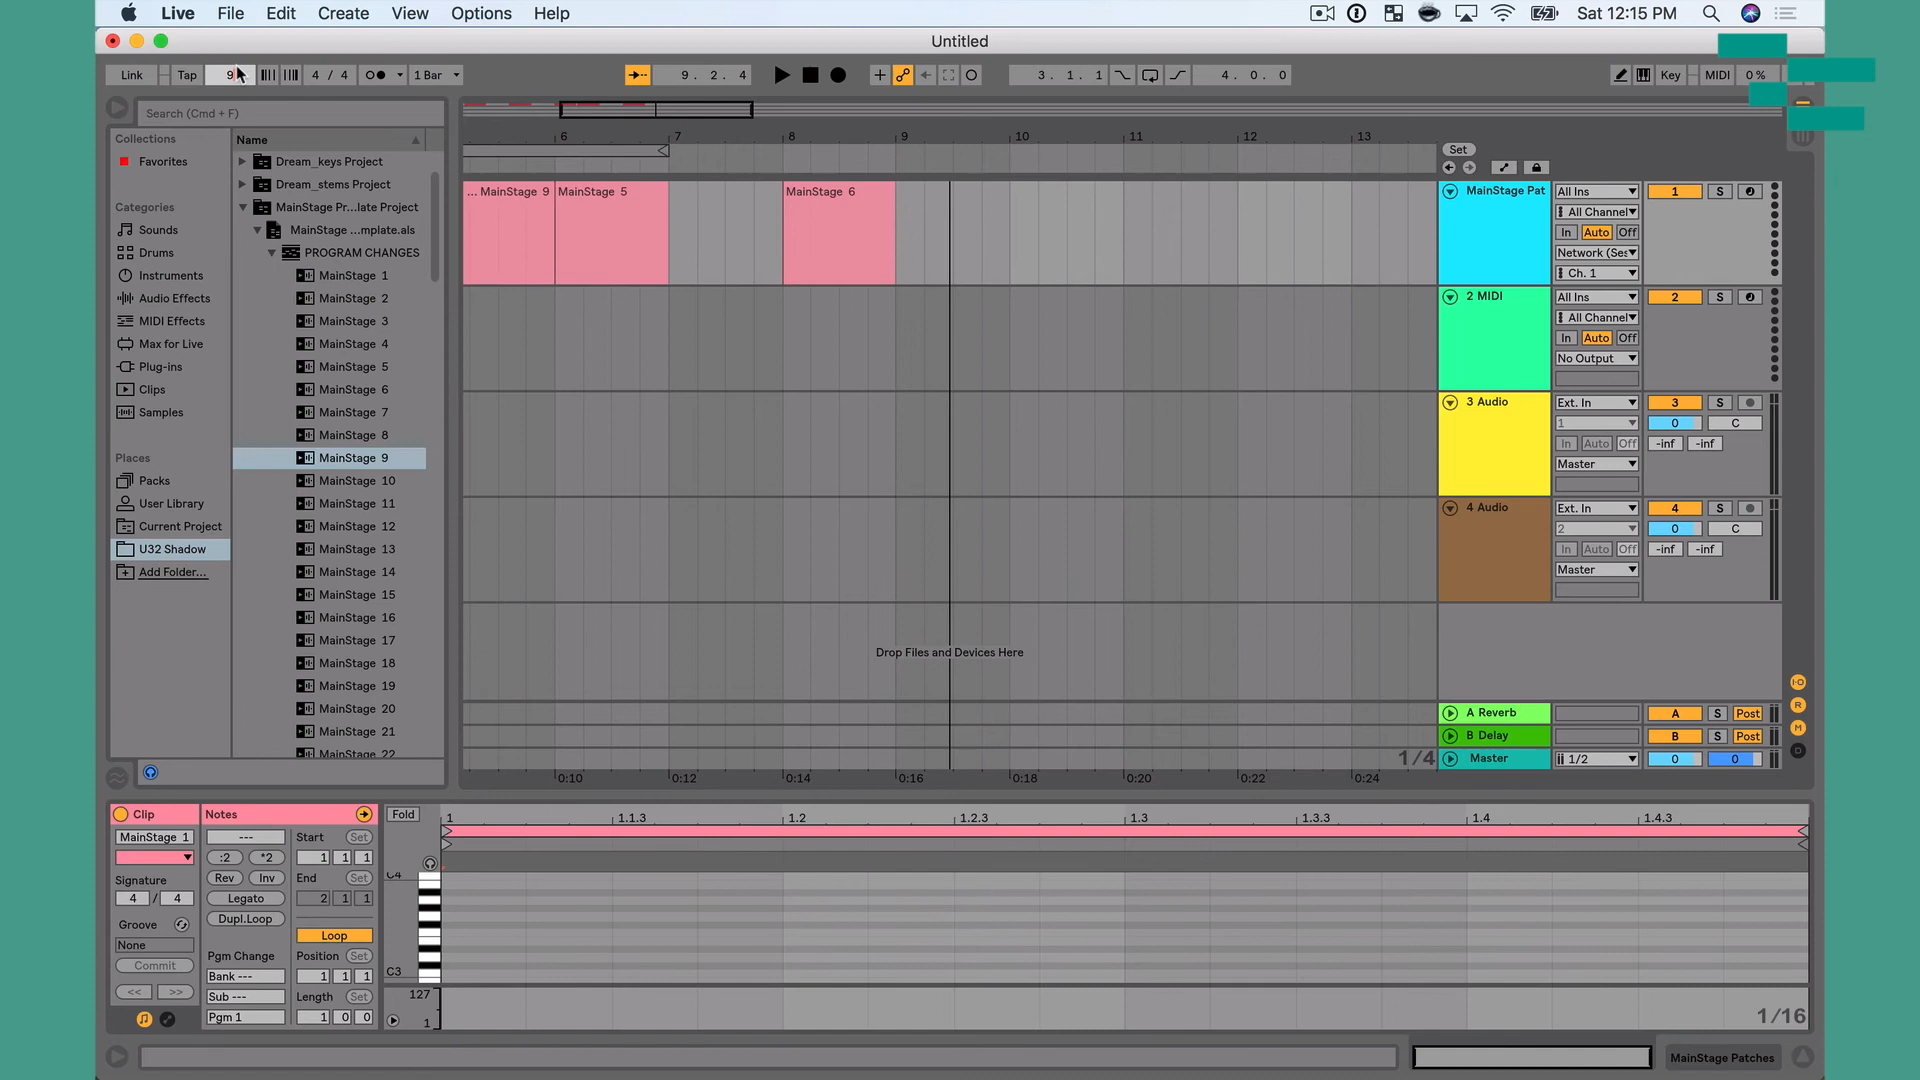 Live File Edit Create View Options Help Sat 12:15 PM
Untitled
Link Tap 9 4 / 4 1 Bar 9. 2. 4 3. 1. 1 4. 0. 0 Key MIDI 0 %
Search (Cmd + F)
Collections
Favorites
Categories
Sounds
Drums
Instruments
Audio Effects
MIDI Effects
Max for Live
Plug-ins
Clips
Samples
Places
Packs
User Library
Current Project
U32 Shadow
Add Folder...
Name
Dream_keys Project
Dream_stems Project
MainStage Pr...late Project
MainStage ...mplate.als
PROGRAM CHANGES
MainStage 1
MainStage 2
MainStage 3
MainStage 4
MainStage 5
MainStage 6
MainStage 7
MainStage 8
MainStage 9
MainStage 10
MainStage 11
MainStage 12
MainStage 13
MainStage 14
MainStage 15
MainStage 16
MainStage 17
MainStage 18
MainStage 19
MainStage 20
MainStage 21
MainStage 22
6 7 8 9 10 11 12 13
Set
... MainStage 9 MainStage 5 MainStage 6
MainStage Pat All Ins 1 S
All Channel
In Auto Off
Network (Ses
Ch. 1
2 MIDI All Ins 2 S
All Channel
In Auto Off
No Output
3 Audio Ext. In 3 S
1 0 C
In Auto Off -inf -inf
Master
4 Audio Ext. In 4 S
2 0 C
In Auto Off -inf -inf
Master
Drop Files and Devices Here
A Reverb A S Post
B Delay B S Post
1/4 Master 1/2 0 0
0:10 0:12 0:14 0:16 0:18 0:20 0:22 0:24
Clip
MainStage 1
Signature
4 / 4
Groove
None
Commit
<< >>
Notes
---
:2 *2
Rev Inv
Legato
Dupl.Loop
Pgm Change
Bank ---
Sub ---
Pgm 1
Start Set
1 1 1
End Set
2 1 1
Loop
Position Set
1 1 1
Length Set
1 0 0
Fold
1 1.1.3 1.2 1.2.3 1.3 1.3.3 1.4 1.4.3
C4
C3
127
1
1/16
MainStage Patches